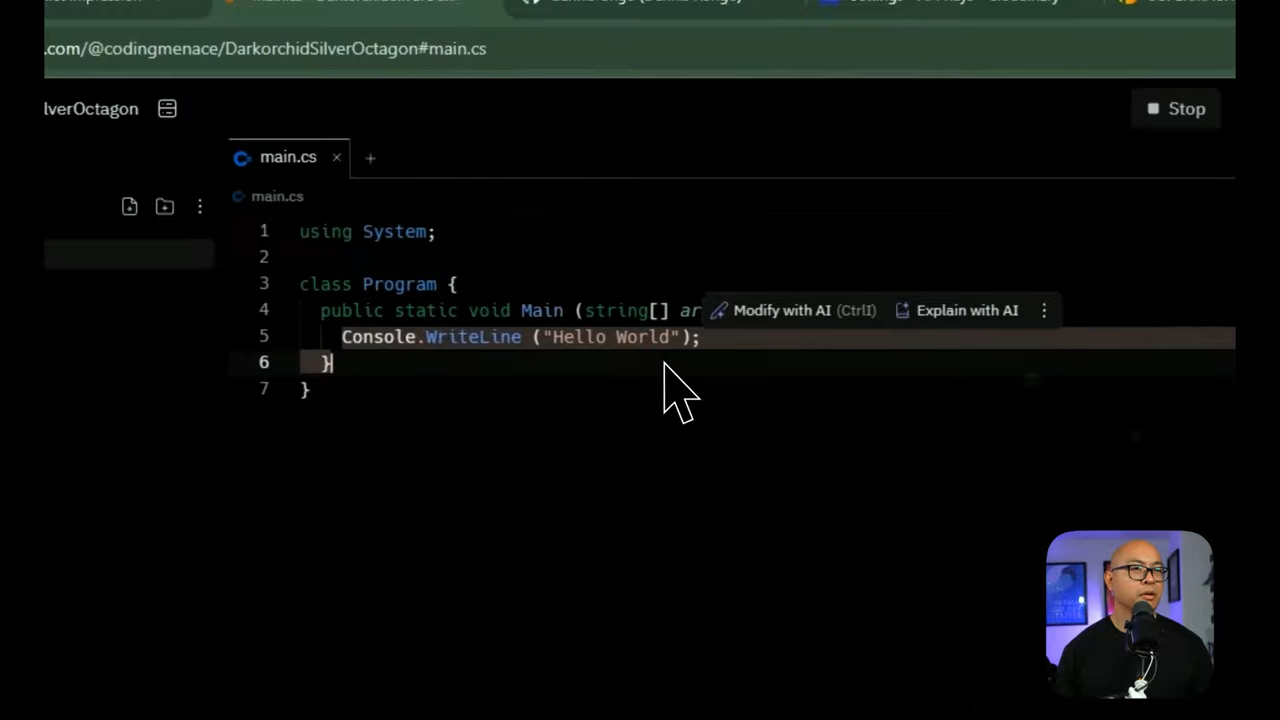 .com/@codingmenace/DarkorchidSilverOctagon#main.cs
lverOctagon
Stop
main.cs
main.cs
1 using System;
2
3 class Program {
4 public static void Main (string[] ar
Modify with AI (CtrlI) Explain with AI
5 Console.WriteLine ("Hello World");
6 }
7 }